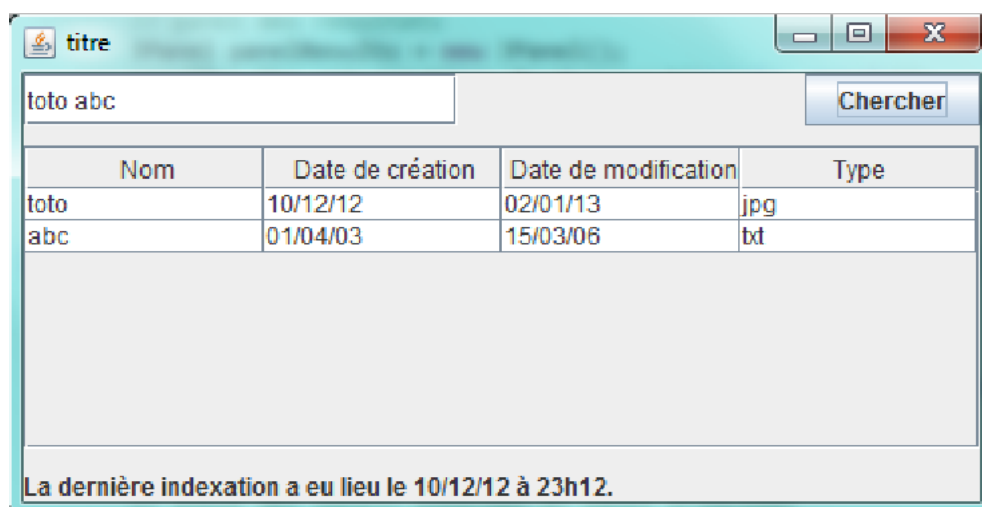 titre
toto abc Chercher
Nom Date de création Date de modification Type
toto 10/12/12 02/01/13 jpg
abc 01/04/03 15/03/06 txt
La dernière indexation a eu lieu le 10/12/12 à 23h12.